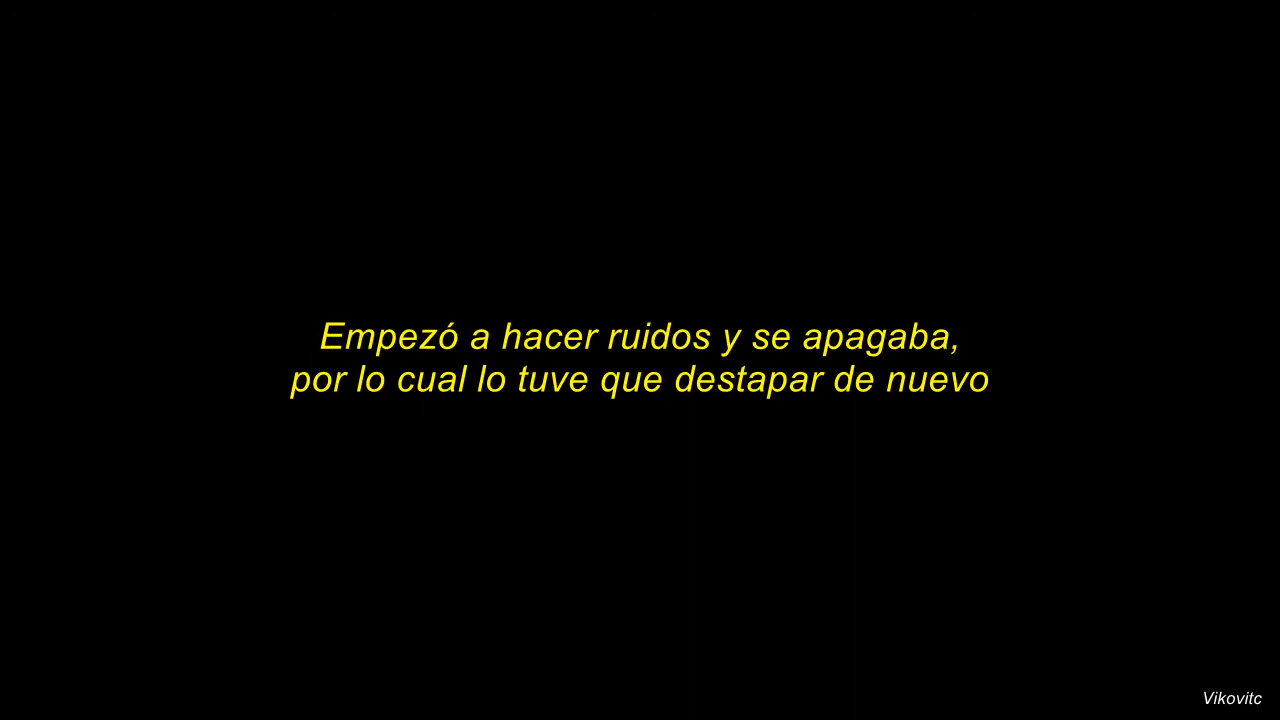 Empezó a hacer ruidos y se apagaba,
por lo cual lo tuve que destapar de nuevo
Vikovitc